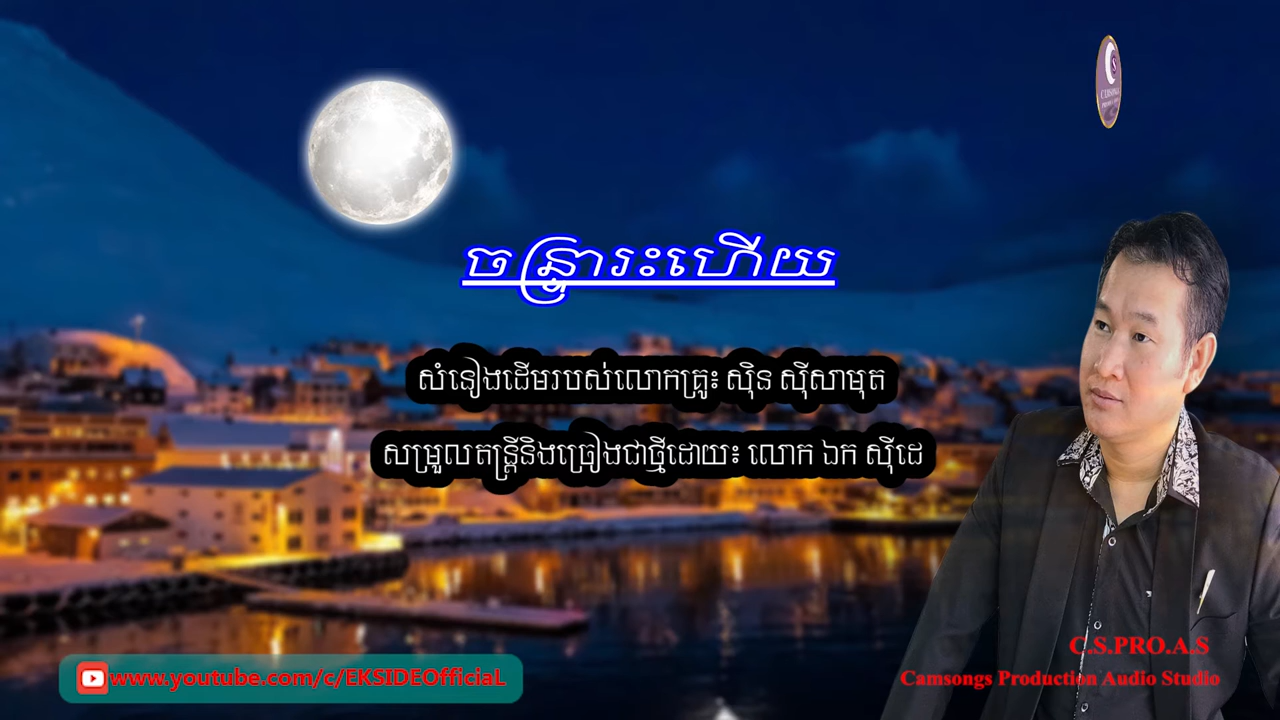 ចន្ទ្រារះហើយ
សំនៀងដើមរបស់លោកគ្រូ៖ ស៊ិន ស៊ីសាមុត
សម្រួលតន្ត្រីនិងច្រៀងជាថ្មីដោយ៖ លោក ឯក ស៊ីដេ
C.S.PRO.A.S
www.youtube.com/c/EKSIDEOfficiaL
Camsongs Production Audio Studio